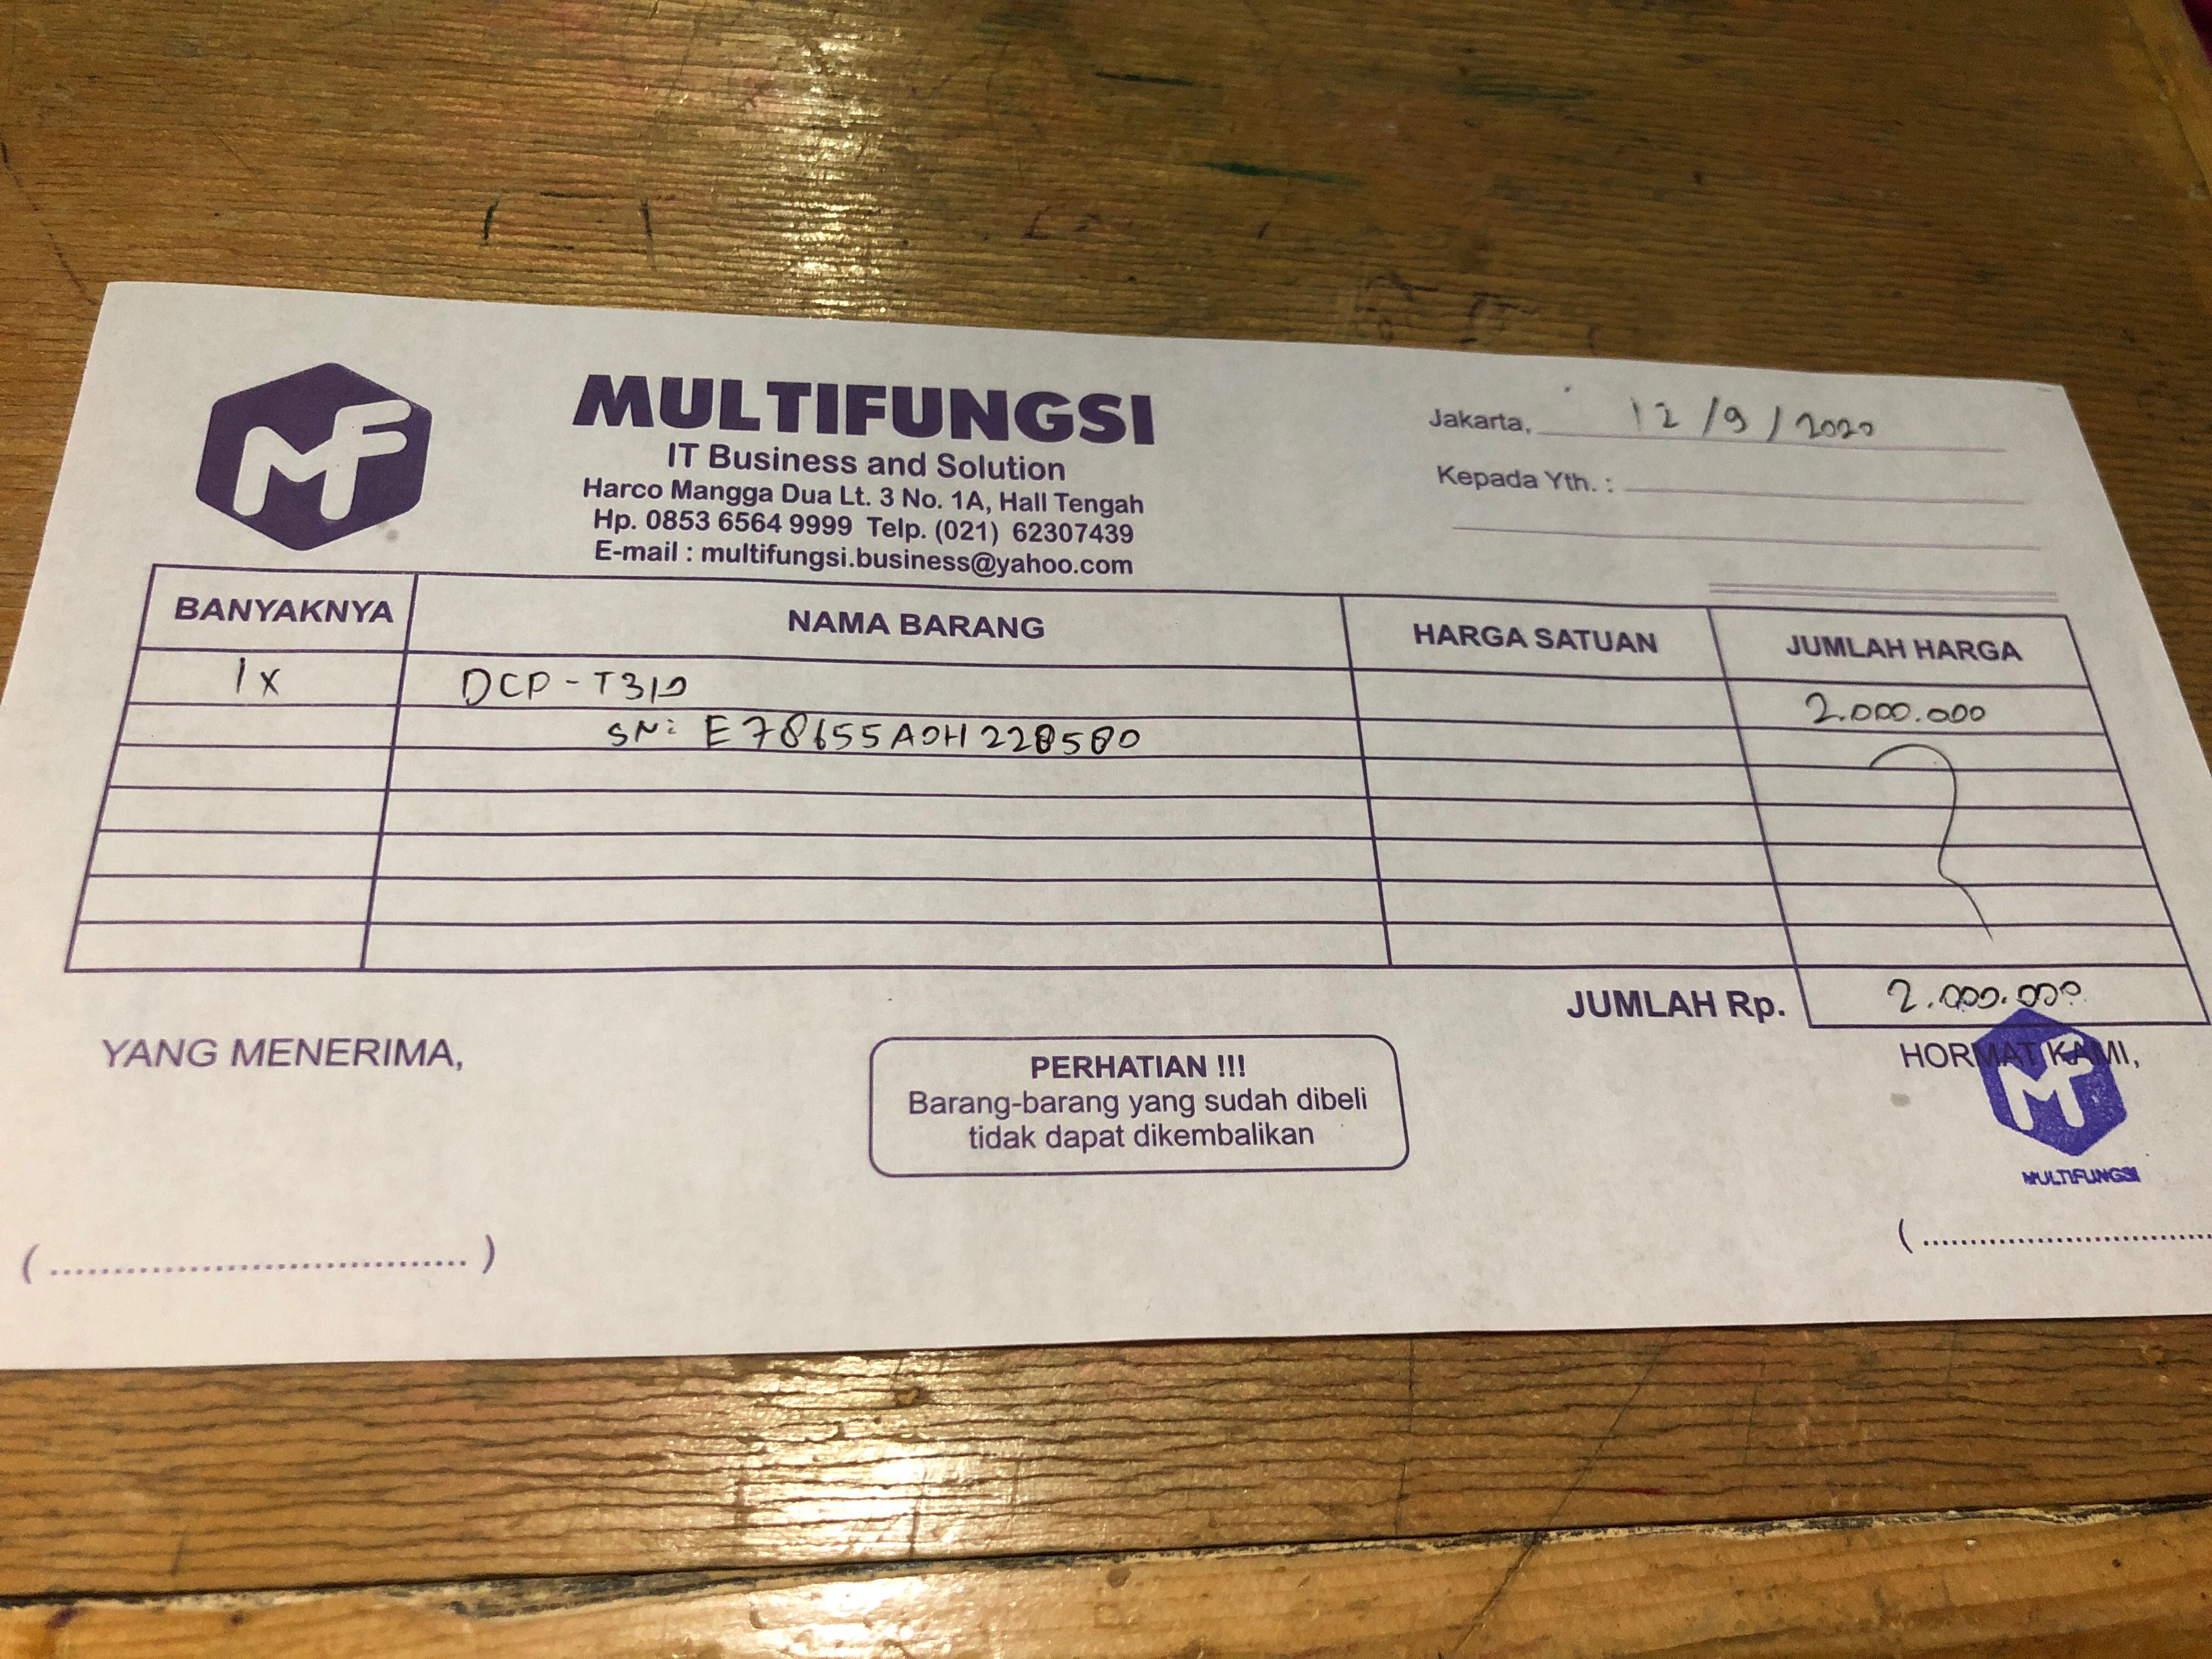 MF
MULTIFUNGSI
IT Business and Solution
Harco Mangga Dua Lt. 3 No. 1A, Hall Tengah
Hp. 0853 6564 9999 Telp. (021) 62307439
E-mail : multifungsi.business@yahoo.com
Jakarta, 12/9/2020
Kepada Yth. :
BANYAKNYA NAMA BARANG HARGA SATUAN JUMLAH HARGA
1x DCP-T310 2.000.000
SN: E78655A0H228580
JUMLAH Rp. 2.000.000
YANG MENERIMA,
PERHATIAN !!!
Barang-barang yang sudah dibeli
tidak dapat dikembalikan
HORMAT KAMI,
MF
MULTIFUNGSI